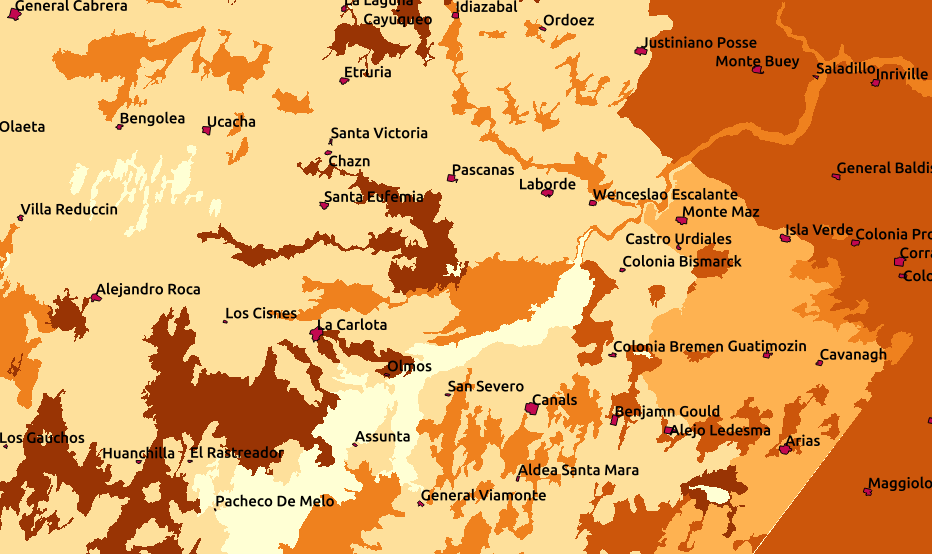 General Cabrera
La Laguna
Idiazabal
Cayuqueo
Ordoez
Justiniano Posse
Monte Buey
Saladillo
Inriville
Etruria
Bengolea
Ucacha
Olaeta
Santa Victoria
Chazn
Pascanas
General Baldis
Laborde
Santa Eufemia
Wenceslao Escalante
Villa Reduccin
Monte Maz
Isla Verde
Colonia Pro
Castro Urdiales
Corra
Colonia Bismarck
Colo
Alejandro Roca
Los Cisnes
La Carlota
Colonia Bremen
Guatimozin
Cavanagh
Olmos
San Severo
Canals
Benjamn Gould
Alejo Ledesma
Los Gauchos
Assunta
Arias
Huanchilla
El Rastreador
Aldea Santa Mara
Maggiolo
General Viamonte
Pacheco De Melo